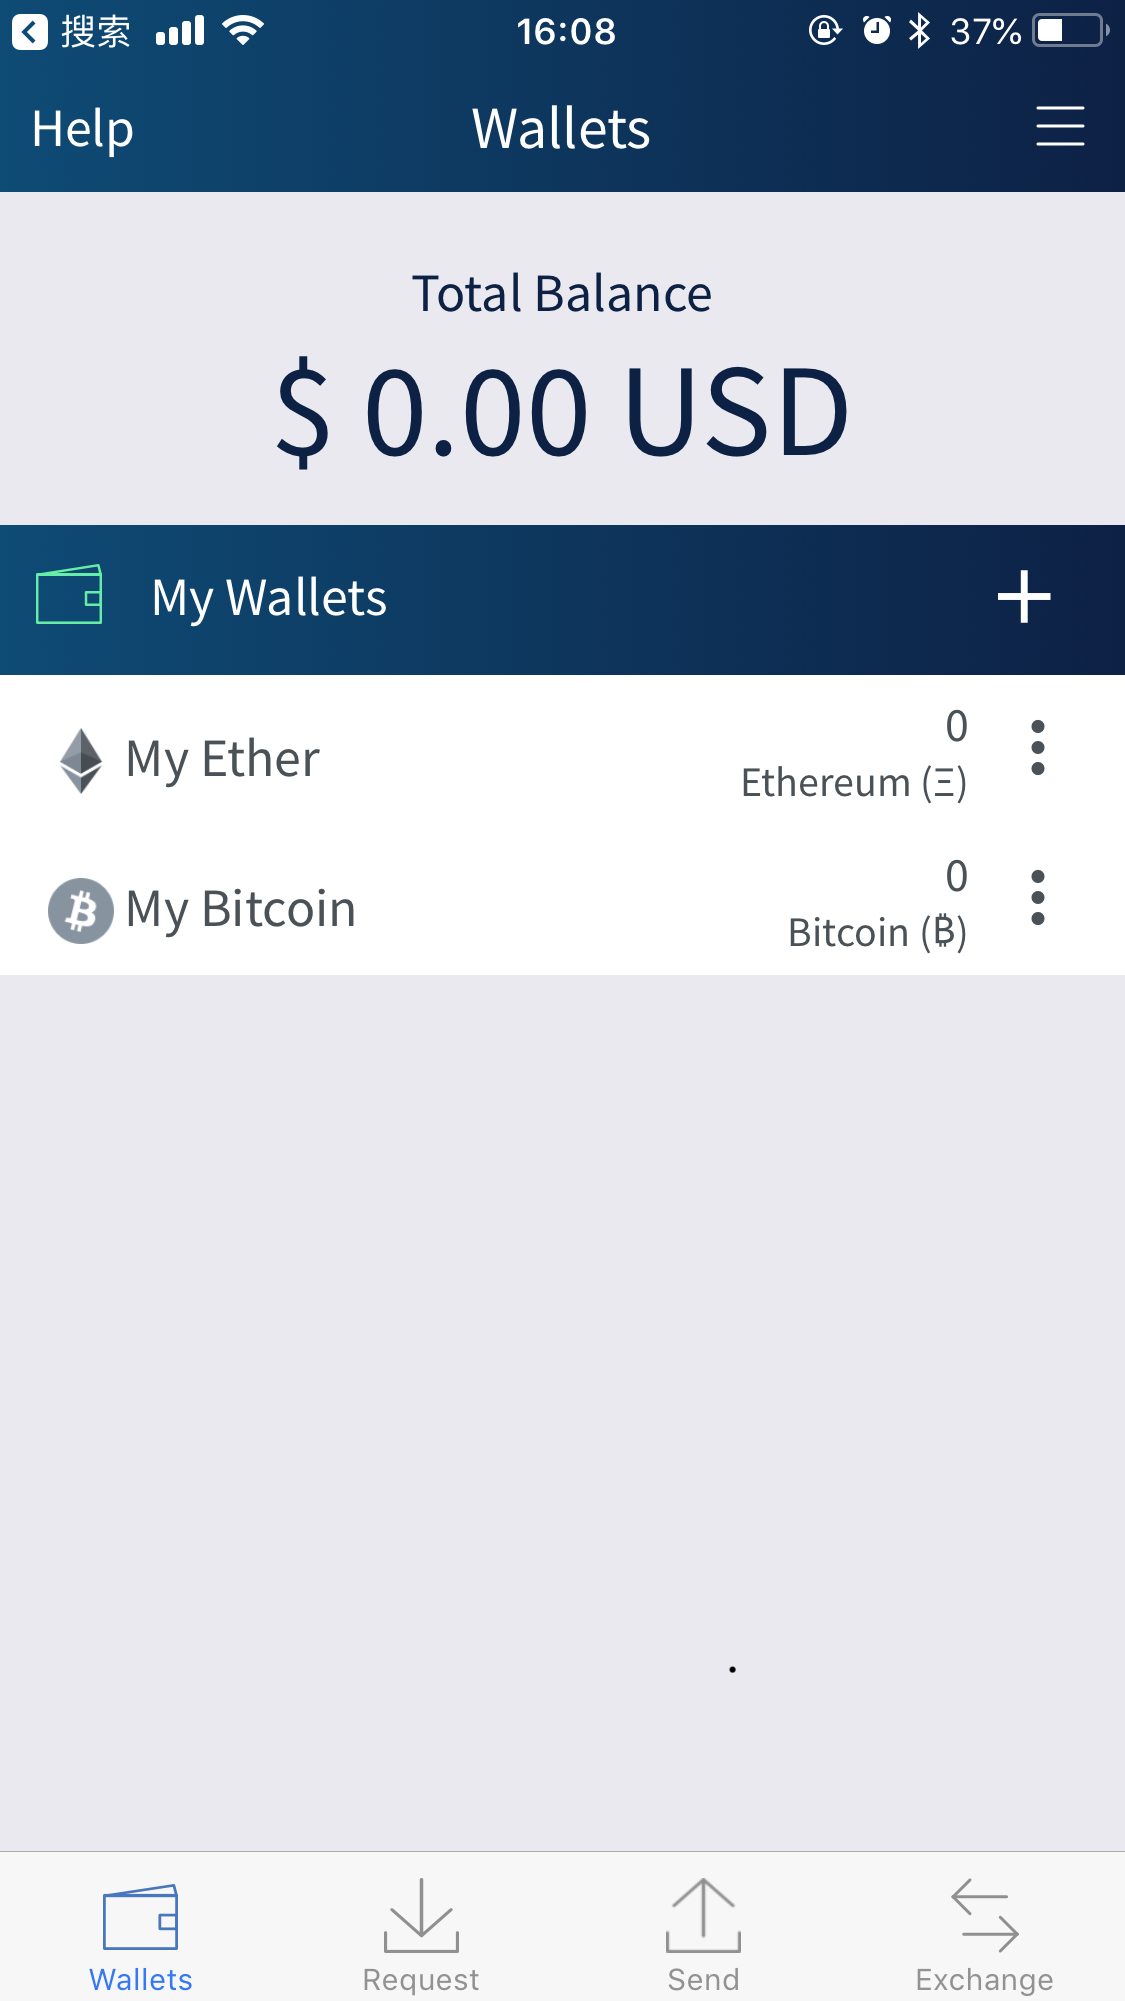 搜索 16:08 37%
Help Wallets
Total Balance
$ 0.00 USD
My Wallets
My Ether
0
Ethereum (Ξ)
My Bitcoin
0
Bitcoin (₿)
Wallets Request Send Exchange